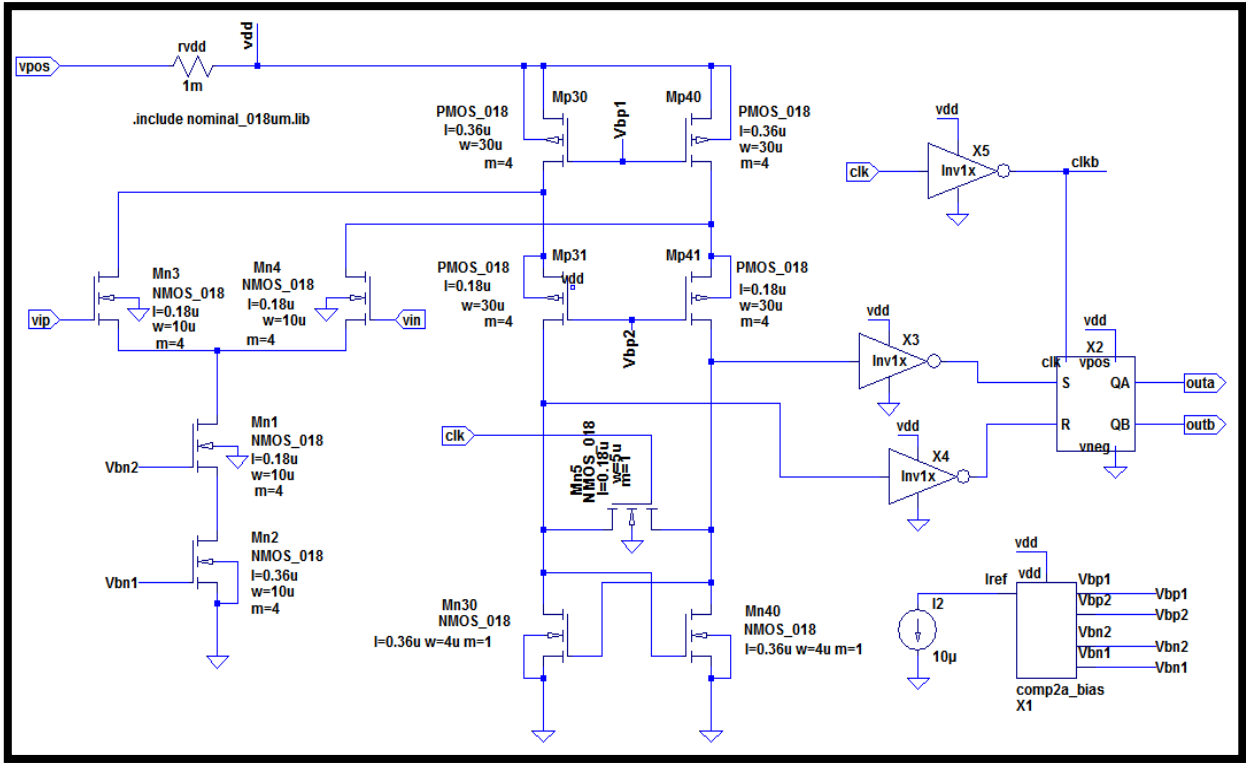 vpos
rvdd
1m
vdd
.include nominal_018um.lib
Mp30
PMOS_018
l=0.36u
w=30u
m=4
Vbp1
Mp40
PMOS_018
l=0.36u
w=30u
m=4
Mn3
NMOS_018
l=0.18u
w=10u
m=4
vip
Mn4
NMOS_018
l=0.18u
w=10u
m=4
vin
Mp31
PMOS_018
l=0.18u
w=30u
m=4
vdd
Vbp2
Mp41
PMOS_018
l=0.18u
w=30u
m=4
Mn1
NMOS_018
l=0.18u
w=10u
m=4
Vbn2
Mn2
NMOS_018
l=0.36u
w=10u
m=4
Vbn1
clk
Mn5
NMOS_018
l=0.18u
w=5u
m=1
Mn30
NMOS_018
l=0.36u w=4u m=1
Mn40
NMOS_018
l=0.36u w=4u m=1
clk
vdd
X5
Inv1x
clkb
vdd
X3
Inv1x
vdd
X4
Inv1x
vdd
X2
clk
vpos
S
QA
R
QB
vneg
outa
outb
vdd
vdd
Iref
I2
10µ
Vbp1
Vbp2
Vbn2
Vbn1
Vbp1
Vbp2
Vbn2
Vbn1
comp2a_bias
X1